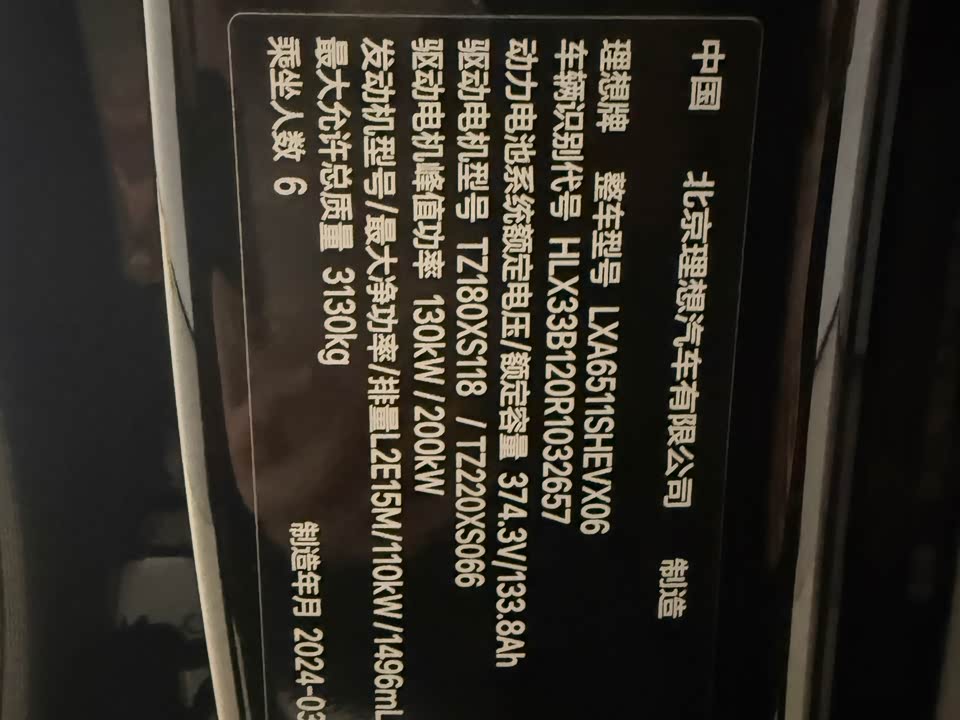 中国 北京理想汽车有限公司 制造
理想牌 整车型号 LXA6511SHEVX06
车辆识别代号 HLX33B120R1032657
动力电池系统额定电压/额定容量 374.3V/133.8Ah
驱动电机型号 TZ180XS118 / TZ220XS066
驱动电机峰值功率 130kW/200kW
发动机型号/最大净功率/排量L2E15M/110kW/1496mL
最大允许总质量 3130kg
乘坐人数 6 制造年月 2024-03